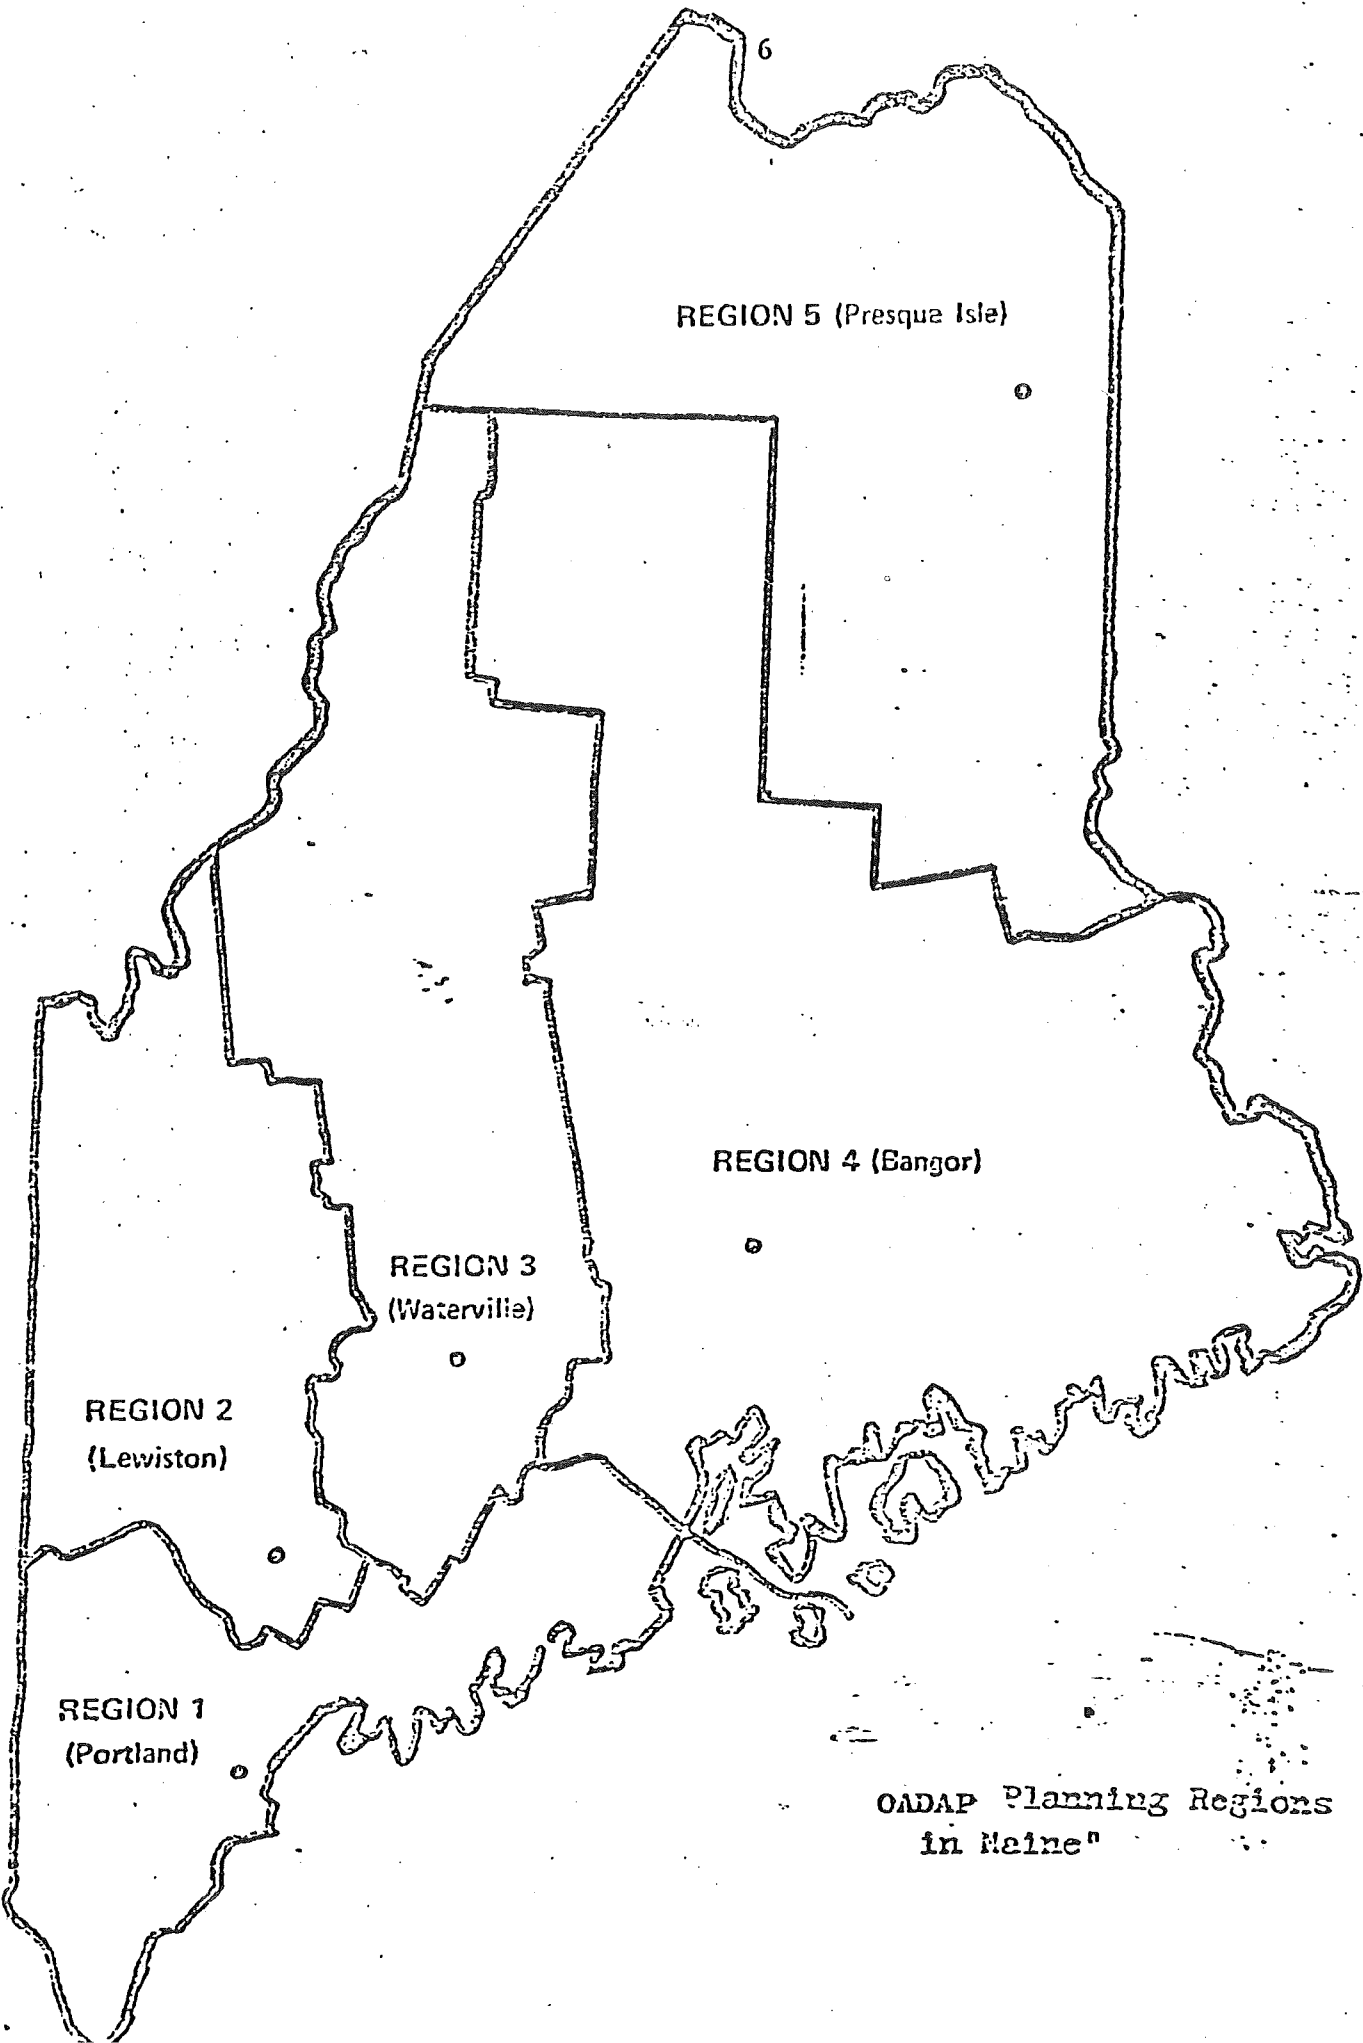 6
REGION 5 (Presque Isle)
REGION 4 (Bangor)
REGION 3
(Waterville)
REGION 2
(Lewiston)
REGION 1
(Portland)
OADAP Planning Regions
in Maine"